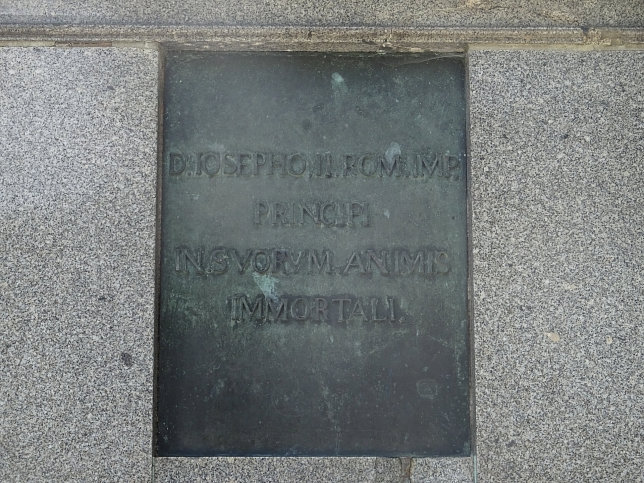 D. IOSEPHO. II. ROM. IMP.
PRINCIPI
IN. SVORVM. ANIMIS
IMMORTALI.